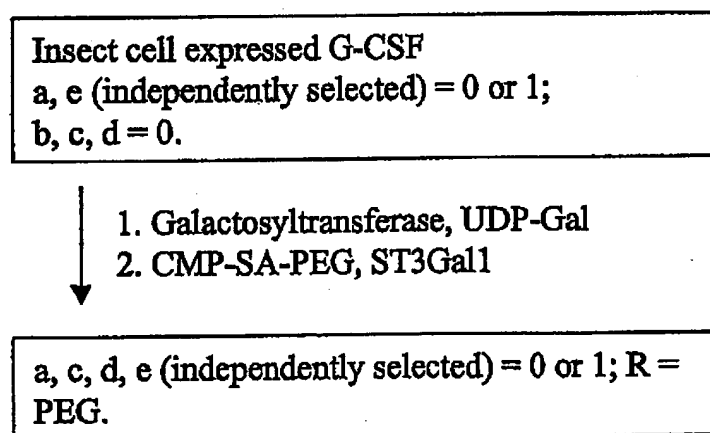 Insect cell expressed G-CSF
a, e (independently selected) = 0 or 1;
b, c, d = 0.
1. Galactosyltransferase, UDP-Gal
2. CMP-SA-PEG, ST3Gal1
a, c, d, e (independently selected) = 0 or 1; R =
PEG.